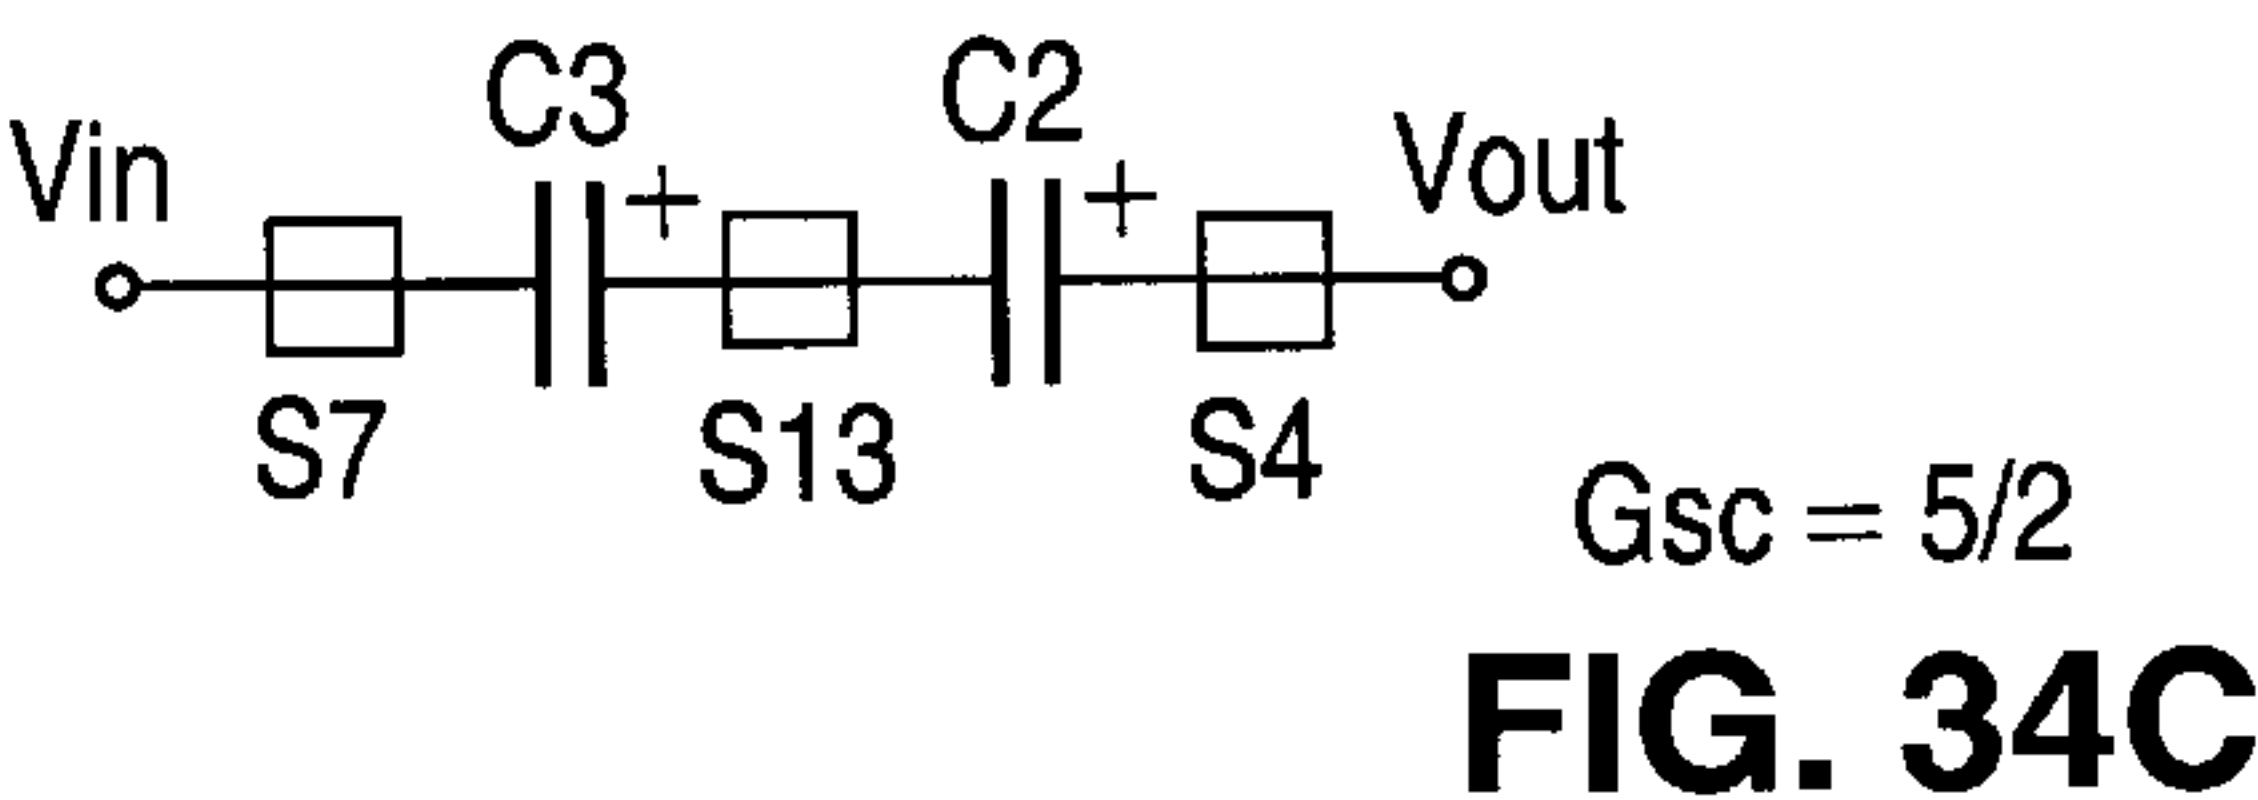 C3 C2
Vin + + Vout
S7 S13 S4
Gsc = 5/2
FIG. 34C